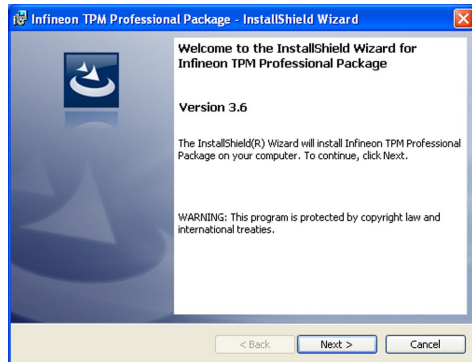 Infineon TPM Professional Package - InstallShield Wizard
Welcome to the InstallShield Wizard for
Infineon TPM Professional Package
Version 3.6
The InstallShield(R) Wizard will install Infineon TPM Professional
Package on your computer. To continue, click Next.
WARNING: This program is protected by copyright law and
international treaties.
< Back Next > Cancel